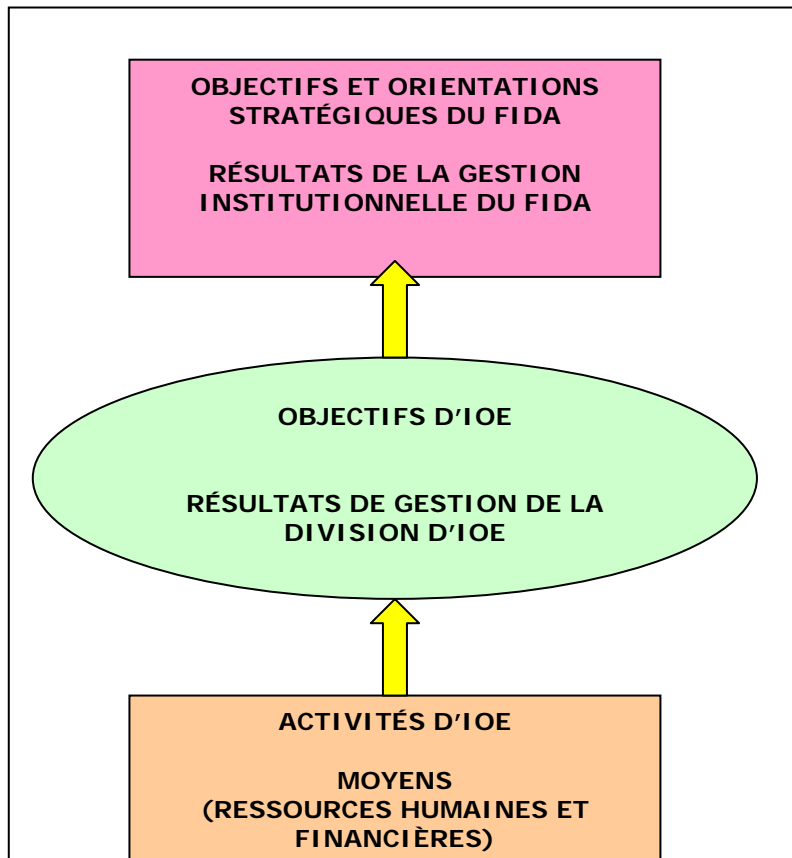 OBJECTIFS ET ORIENTATIONS
STRATÉGIQUES DU FIDA
RÉSULTATS DE LA GESTION
INSTITUTIONNELLE DU FIDA
OBJECTIFS D'IOE
RÉSULTATS DE GESTION DE LA
DIVISION D'IOE
ACTIVITÉS D'IOE
MOYENS
(RESSOURCES HUMAINES ET
FINANCIÈRES)